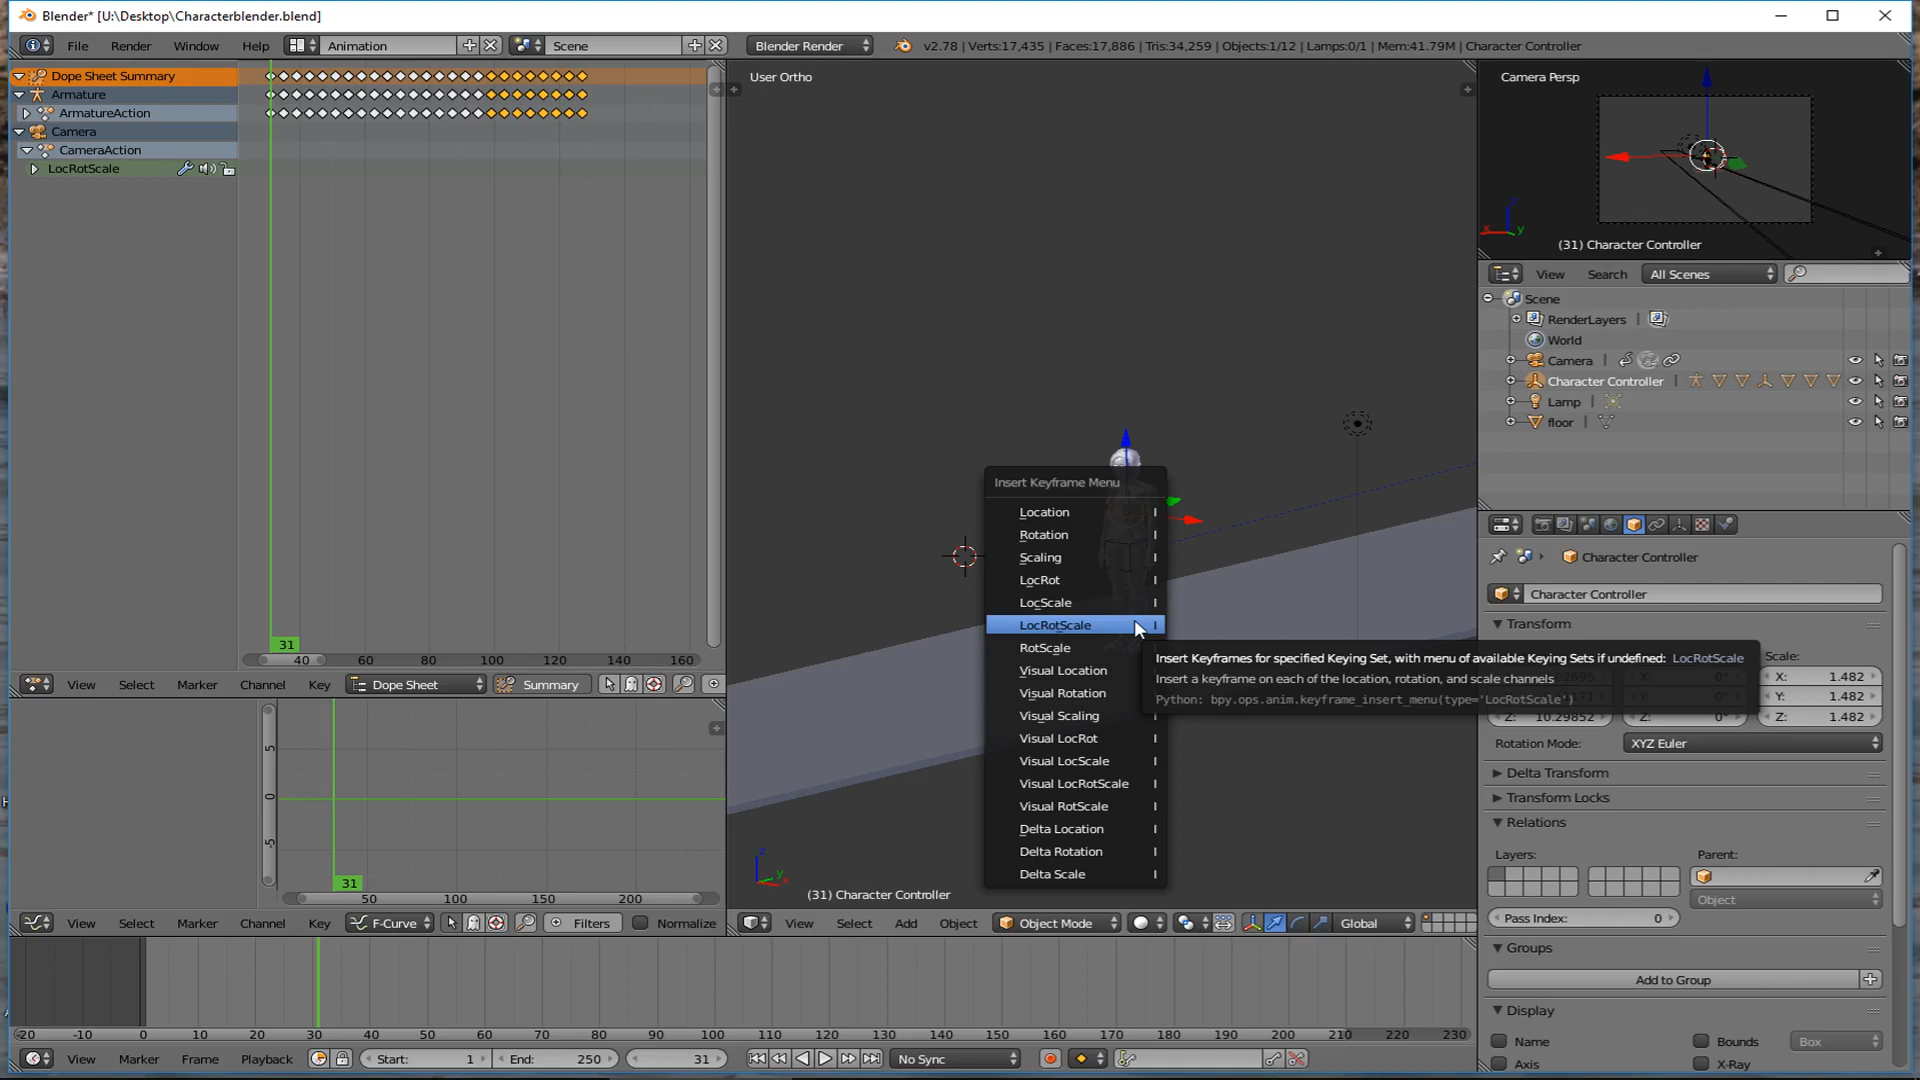 Blender* [U:\Desktop\Characterblender.blend]
File Render Window Help Animation Scene Blender Render v2.78 | Verts:17,435 | Faces:17,886 | Tris:34,259 | Objects:1/12 | Lamps:0/1 | Mem:41.79M | Character Controller
Dope Sheet Summary
Armature
ArmatureAction
Camera
CameraAction
LocRotScale
31
40 60 80 100 120 140 160
View Select Marker Channel Key Dope Sheet Summary
5
0
-5
31
50 100 150 200
View Select Marker Channel Key F-Curve Filters Normalize
User Ortho
Insert Keyframe Menu
Location I
Rotation I
Scaling I
LocRot I
LocScale I
LocRotScale I
RotScale I
Visual Location I
Visual Rotation I
Visual Scaling I
Visual LocRot I
Visual LocScale I
Visual LocRotScale I
Visual RotScale I
Delta Location I
Delta Rotation I
Delta Scale I
Insert Keyframes for specified Keying Set, with menu of available Keying Sets if undefined: LocRotScale
Insert a keyframe on each of the location, rotation, and scale channels
Python: bpy.ops.anim.keyframe_insert_menu(type='LocRotScale')
z
y
x
(31) Character Controller
View Select Add Object Object Mode Global
Camera Persp
z
x y
(31) Character Controller
View Search All Scenes
Scene
RenderLayers
World
Camera
Character Controller
Lamp
floor
Character Controller
Character Controller
Transform
Scale:
X: 1.482
Y: 1.482
Z: 10.29852 Z: 0° Z: 1.482
Rotation Mode: XYZ Euler
Delta Transform
Transform Locks
Relations
Layers: Parent:
Object
Pass Index: 0
Groups
Add to Group
Display
Name Bounds Box
Axis X-Ray
-20 -10 0 10 20 30 40 50 60 70 80 90 100 110 120 130 140 150 160 170 180 190 200 210 220 230
View Marker Frame Playback Start: 1 End: 250 31 No Sync